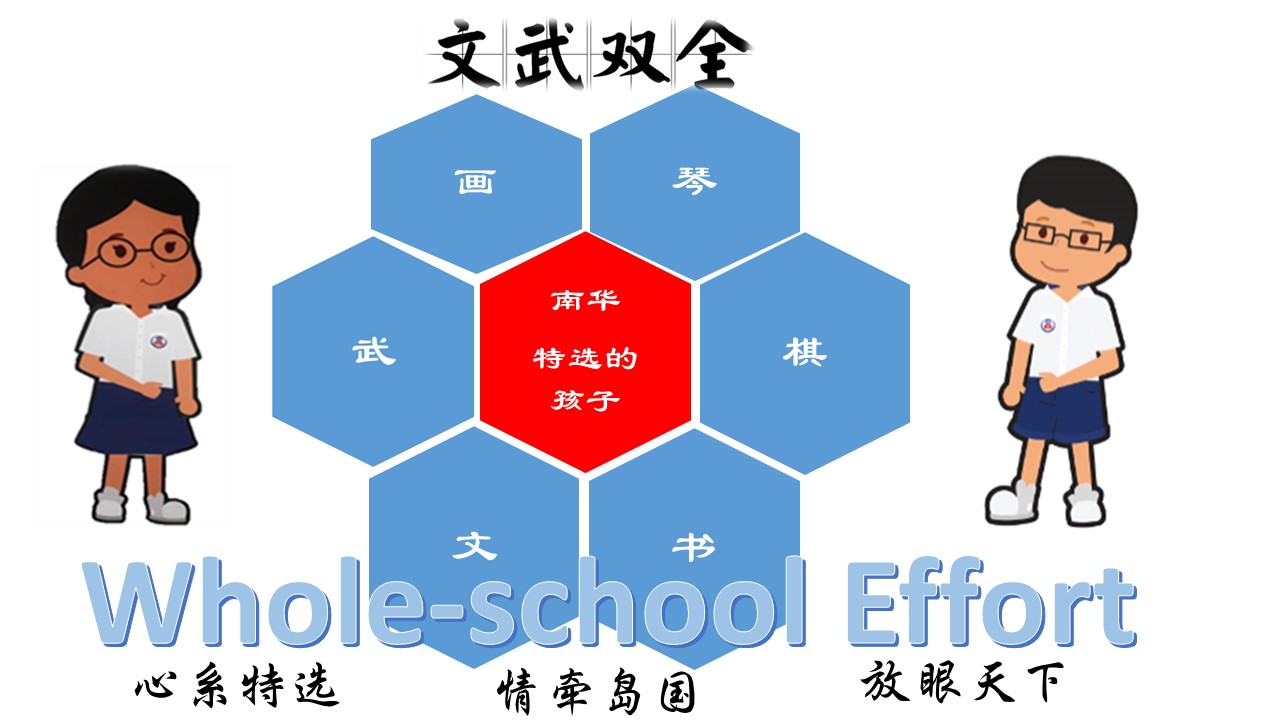 文武双全
画
琴
武
南华
特选的
孩子
棋
文
书
Whole-school Effort
心系特选
情牵岛国
放眼天下